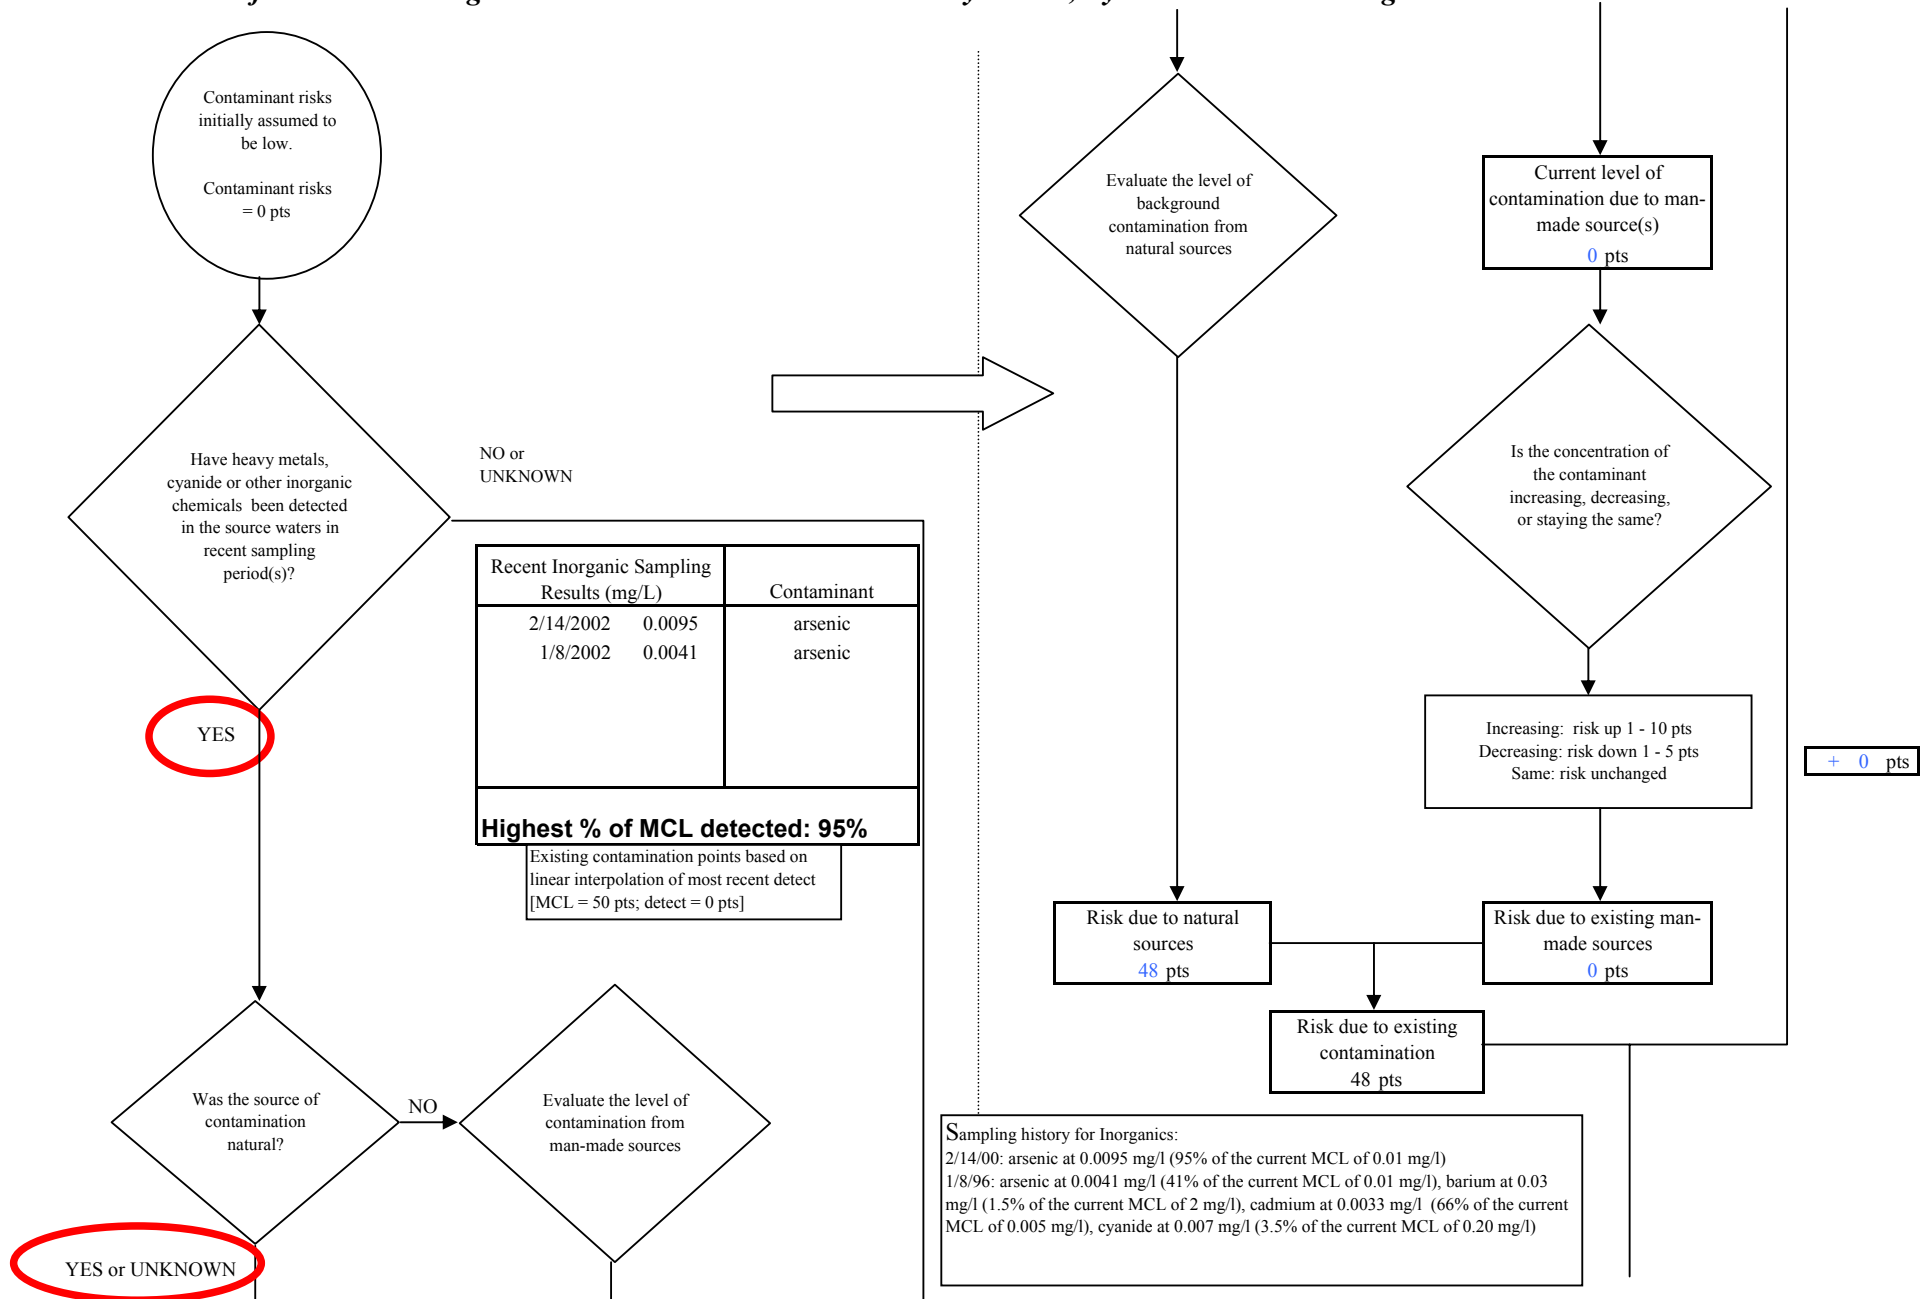 Contaminant risks
initially assumed to
be low.
Contaminant risks
= 0 pts
Have heavy metals,
cyanide or other inorganic
chemicals been detected
in the source waters in
recent sampling
period(s)?
NO or
UNKNOWN
YES
Recent Inorganic Sampling
Results (mg/L)
Contaminant
2/14/2002 0.0095 arsenic
1/8/2002 0.0041 arsenic
Highest % of MCL detected: 95%
Existing contamination points based on
linear interpolation of most recent detect
[MCL = 50 pts; detect = 0 pts]
Was the source of
contamination
natural?
NO
Evaluate the level of
contamination from
man-made sources
YES or UNKNOWN
Evaluate the level of
background
contamination from
natural sources
Current level of
contamination due to man-
made source(s)
0 pts
Is the concentration of
the contaminant
increasing, decreasing,
or staying the same?
Increasing: risk up 1 - 10 pts
Decreasing: risk down 1 - 5 pts
Same: risk unchanged
+ 0 pts
Risk due to natural
sources
48 pts
Risk due to existing man-
made sources
0 pts
Risk due to existing
contamination
48 pts
Sampling history for Inorganics:
2/14/00: arsenic at 0.0095 mg/l (95% of the current MCL of 0.01 mg/l)
1/8/96: arsenic at 0.0041 mg/l (41% of the current MCL of 0.01 mg/l), barium at 0.03
mg/l (1.5% of the current MCL of 2 mg/l), cadmium at 0.0033 mg/l (66% of the current
MCL of 0.005 mg/l), cyanide at 0.007 mg/l (3.5% of the current MCL of 0.20 mg/l)